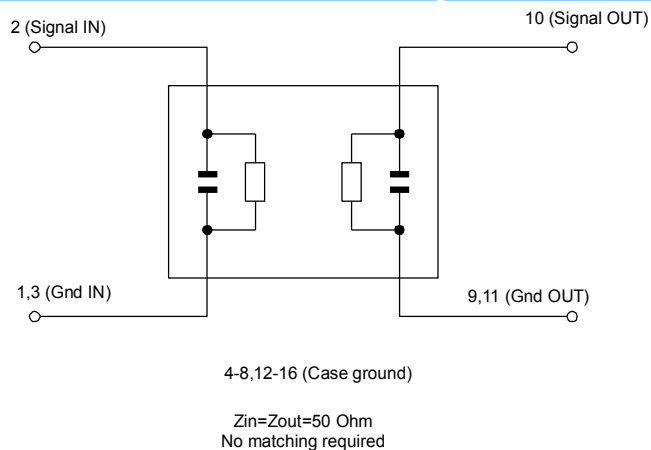 2 (Signal IN)
10 (Signal OUT)
1,3 (Gnd IN)
9,11 (Gnd OUT)
4-8,12-16 (Case ground)
Zin=Zout=50 Ohm
No matching required